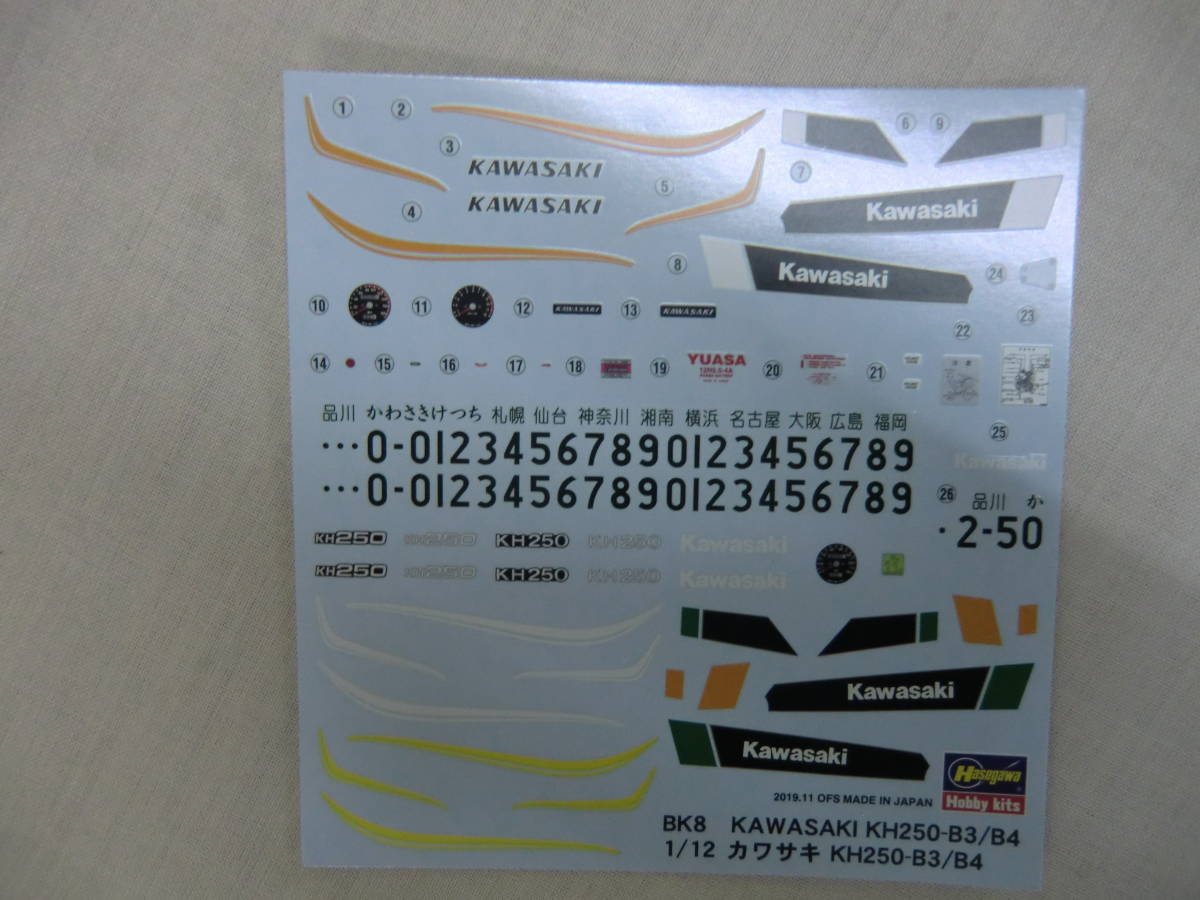 1 2 6 9
3 KAWASAKI 5 7
4 KAWASAKI Kawasaki
8 Kawasaki 24
10 11 12 KAWASAKI 13 KAWASAKI 23
22
14 15 16 17 18 19 YUASA 20 21
品川 かわさきけつち 札幌 仙台 神奈川 湘南 横浜 名古屋 大阪 広島 福岡
25
···0-01234567890123456789 Kawasaki
···0-01234567890123456789 26 品川 か
·2-50
KH250 KH250 KH250 KH250 Kawasaki
KH250 KH250 KH250 KH250 Kawasaki
Kawasaki
Kawasaki
Hasegawa
Hobby kits
2019.11 OFS MADE IN JAPAN
BK8 KAWASAKI KH250-B3/B4
1/12 カワサキ KH250-B3/B4